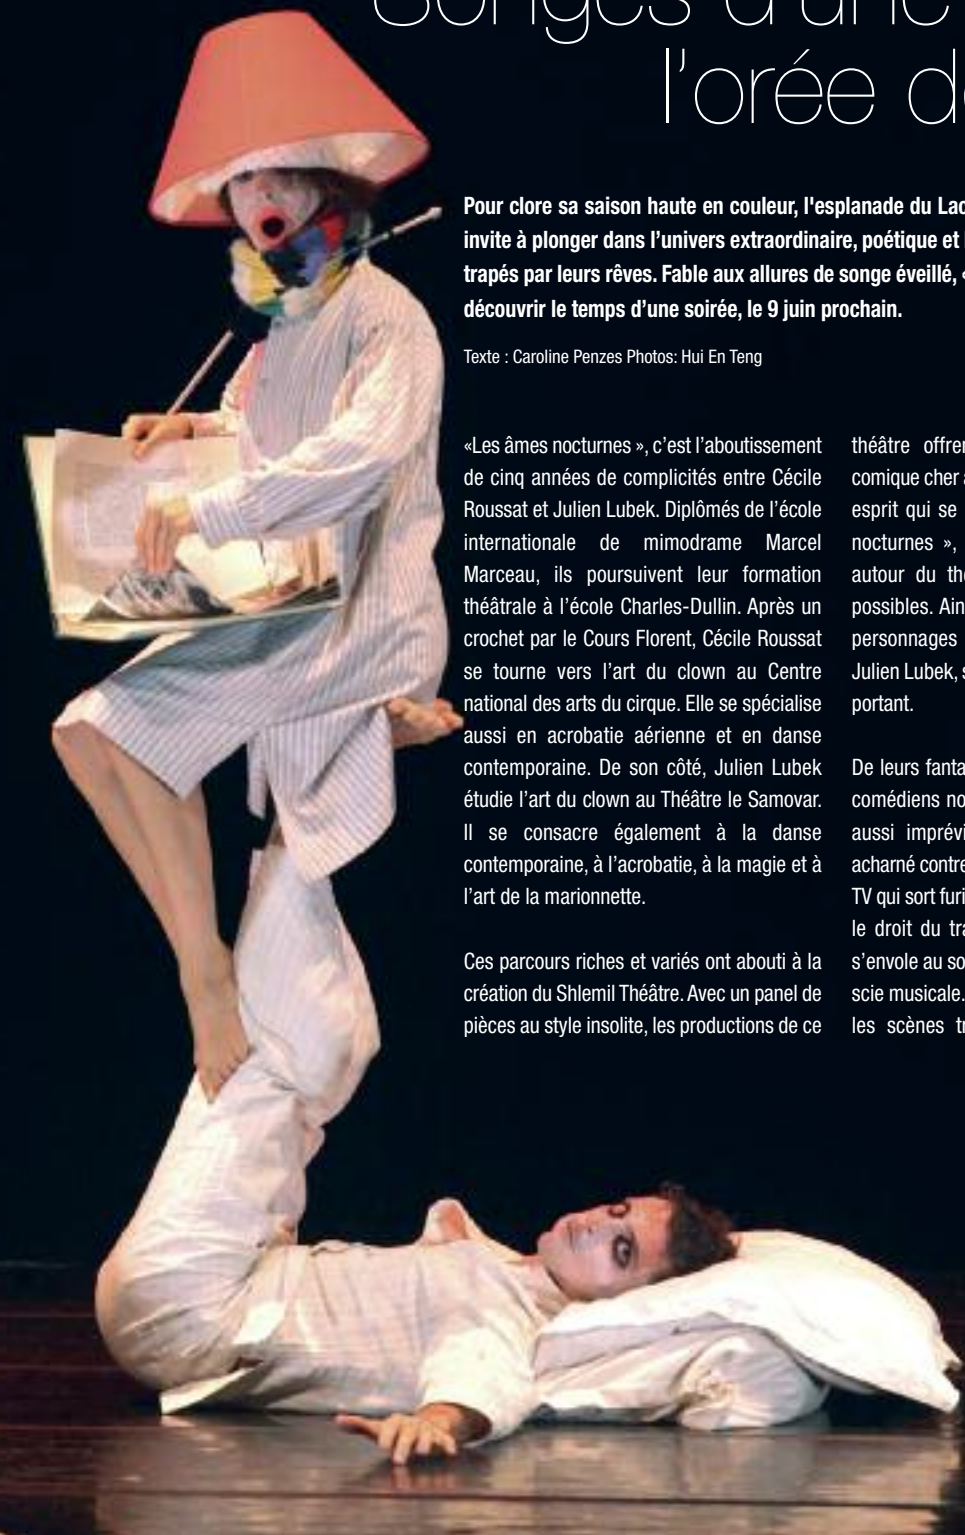 Songes d'une
l'orée
Pour clore sa saison haute en couleur, l'esplanade du Lac
invite à plonger dans l’univers extraordinaire, poétique et
trapés par leurs rêves. Fable aux allures de songe éveillé, «
découvrir le temps d’une soirée, le 9 juin prochain.
Texte : Caroline Penzes Photos: Hui En Teng
«Les âmes nocturnes », c’est l’aboutissement
de cinq années de complicités entre Cécile
Roussat et Julien Lubek. Diplômés de l’école
internationale de mimodrame Marcel
Marceau, ils poursuivent leur formation
théâtrale à l’école Charles-Dullin. Après un
crochet par le Cours Florent, Cécile Roussat
se tourne vers l’art du clown au Centre
national des arts du cirque. Elle se spécialise
aussi en acrobatie aérienne et en danse
contemporaine. De son côté, Julien Lubek
étudie l’art du clown au Théâtre le Samovar.
Il se consacre également à la danse
contemporaine, à l’acrobatie, à la magie et à
l’art de la marionnette.
Ces parcours riches et variés ont abouti à la
création du Shlemil Théâtre. Avec un panel de
pièces au style insolite, les productions de ce
théâtre
comique cher
esprit qui se
nocturnes »,
autour du
possibles.
personnages
Julien Lubek,
portant.
De leurs
comédiens
aussi
acharné contre
TV qui sort
le droit du
s’envole au
scie musicale.
les scènes